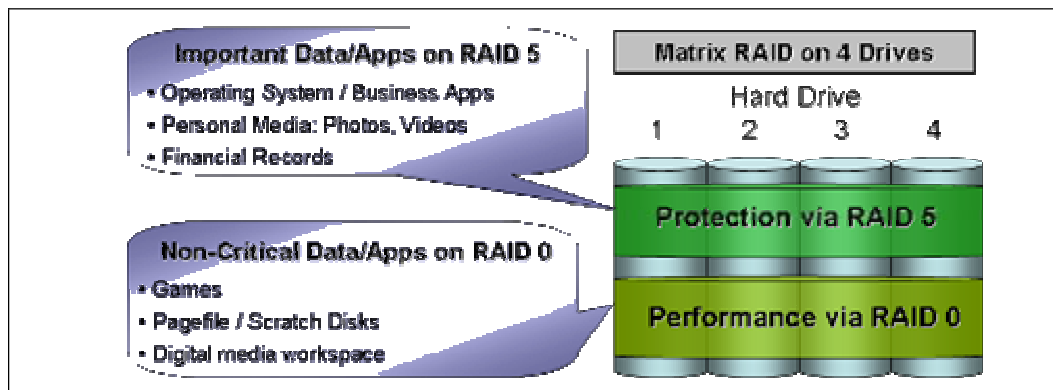 Important Data/Apps on RAID 5
• Operating System / Business Apps
• Personal Media: Photos, Videos
• Financial Records
Non-Critical Data/Apps on RAID 0
• Games
• Pagefile / Scratch Disks
• Digital media workspace
Matrix RAID on 4 Drives
Hard Drive
1 2 3 4
Protection via RAID 5
Performance via RAID 0